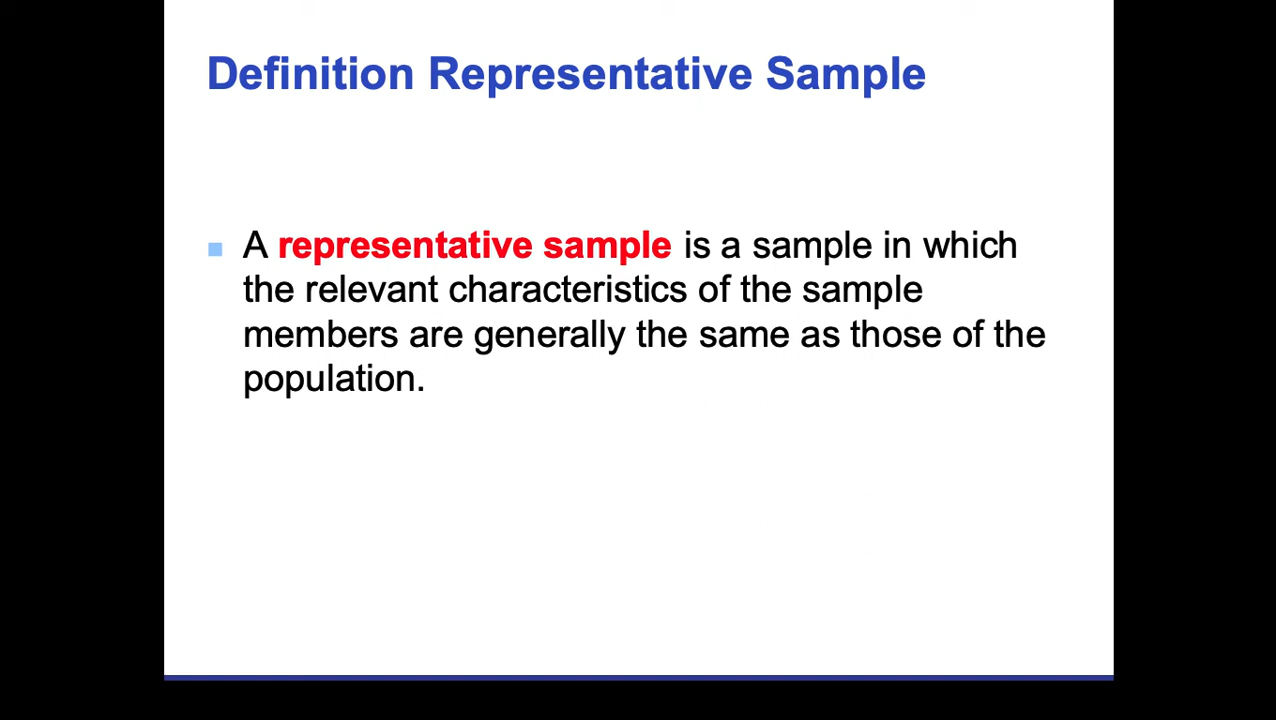 Definition Representative Sample
A representative sample is a sample in which
the relevant characteristics of the sample
members are generally the same as those of the
population.